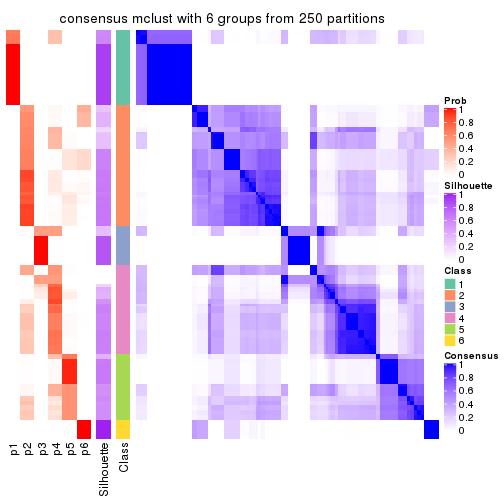 consensus mclust with 6 groups from 250 partitions
Prob
1
0.8
0.6
0.4
0.2
0
Silhouette
1
0.8
0.6
0.4
0.2
0
Class
1
2
3
4
5
6
Consensus
1
0.8
0.6
0.4
0.2
0
p1
p2
p3
p4
p5
p6
Silhouette
Class